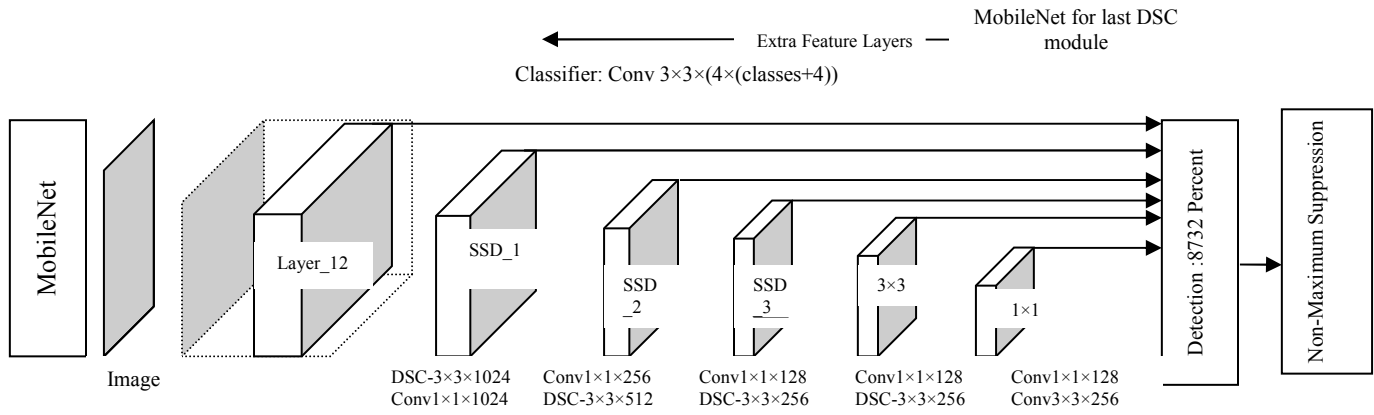 MobileNet for last DSC
module
Extra Feature Layers
Classifier: Conv 3×3×(4×(classes+4))
MobileNet
Image
Layer_12
SSD_1
SSD
_2
SSD
_3
3×3
1×1
Detection :8732 Percent
Non-Maximum Suppression
DSC-3×3×1024
Conv1×1×1024
Conv1×1×256
DSC-3×3×512
Conv1×1×128
DSC-3×3×256
Conv1×1×128
DSC-3×3×256
Conv1×1×128
Conv3×3×256